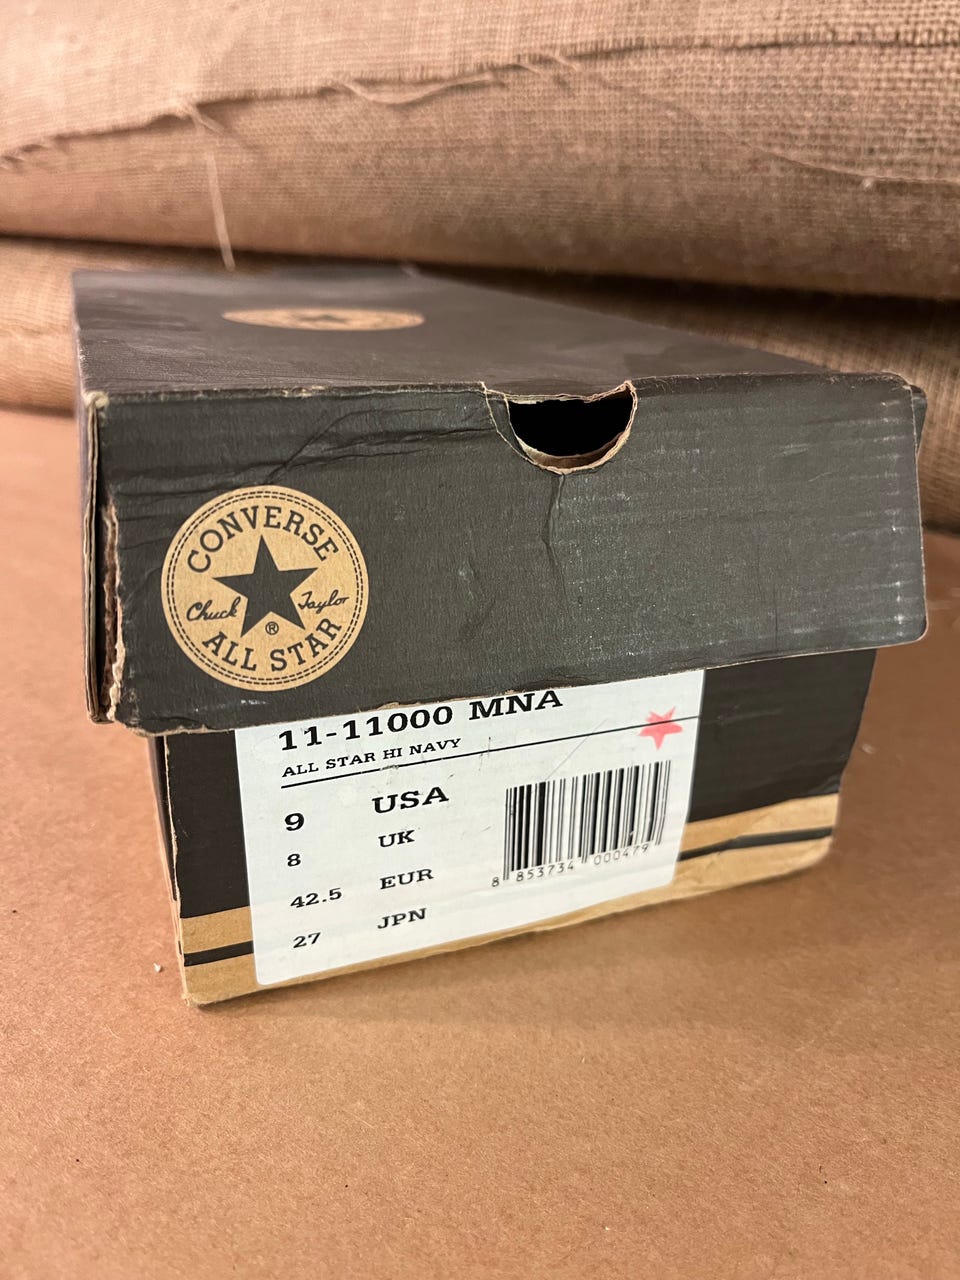 CONVERSE
Chuck Taylor
®
ALL STAR
11-11000 MNA
ALL STAR HI NAVY
9 USA
8 UK
42.5 EUR
27 JPN
8 853734 000479